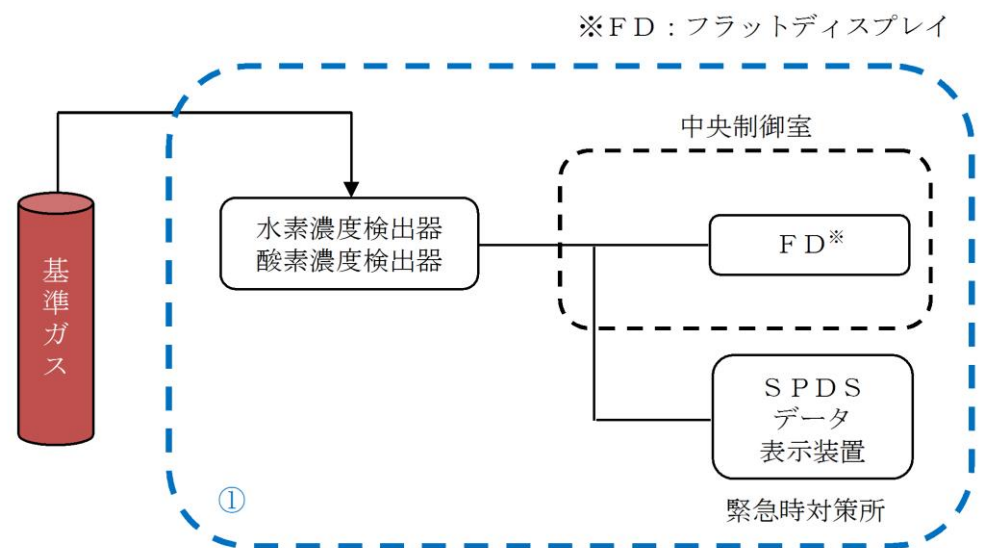 ※ＦＤ：フラットディスプレイ
中央制御室
水素濃度検出器
酸素濃度検出器
ＦＤ※
基準ガス
ＳＰＤＳ
データ
表示装置
①
緊急時対策所